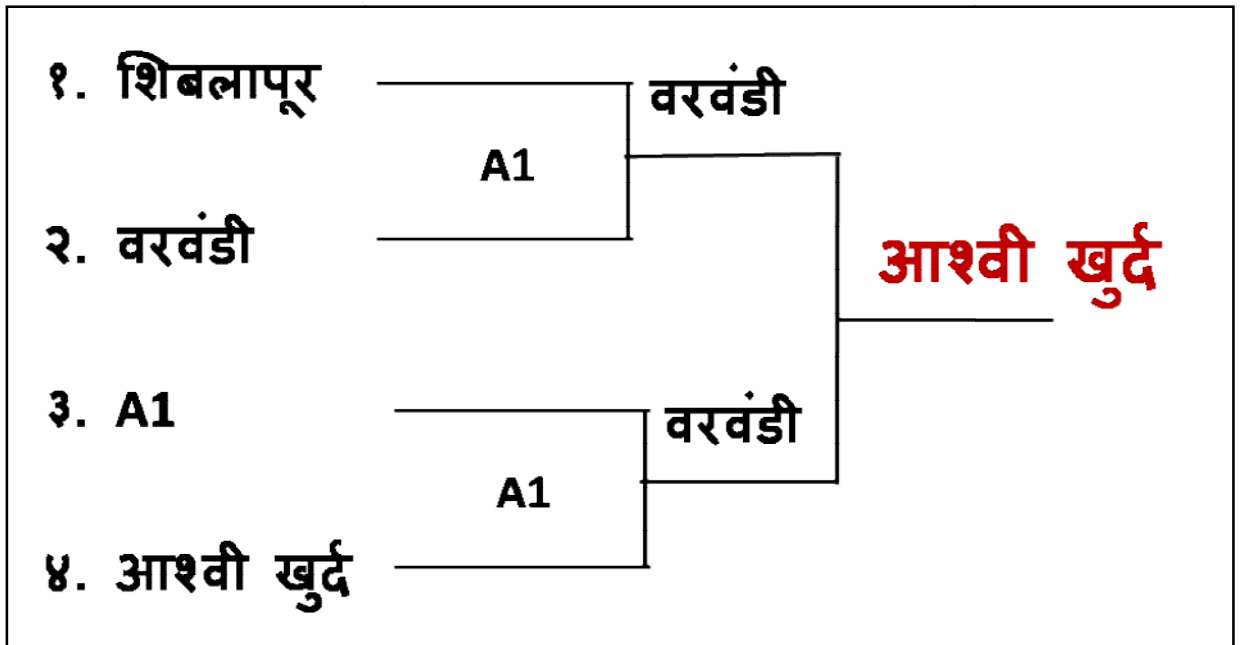 १. शिबलापूर
वरवंडी
A1
२. वरवंडी
आश्वी खुर्द
३. A1
वरवंडी
A1
४. आश्वी खुर्द